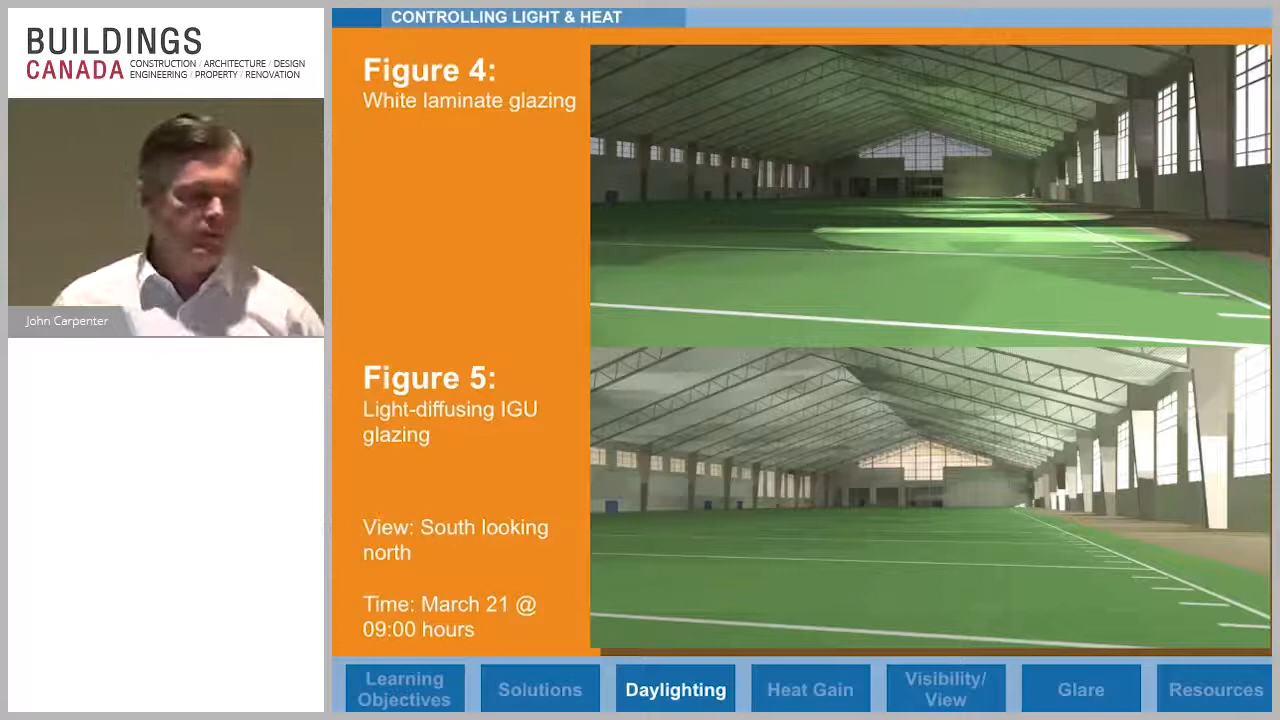 BUILDINGS
CANADA
CONSTRUCTION / ARCHITECTURE / DESIGN
ENGINEERING / PROPERTY / RENOVATION
John Carpenter
CONTROLLING LIGHT & HEAT
Figure 4:
White laminate glazing
Figure 5:
Light-diffusing IGU
glazing
View: South looking
north
Time: March 21 @
09:00 hours
Learning
Objectives
Solutions
Daylighting
Heat Gain
Visibility/
View
Glare
Resources